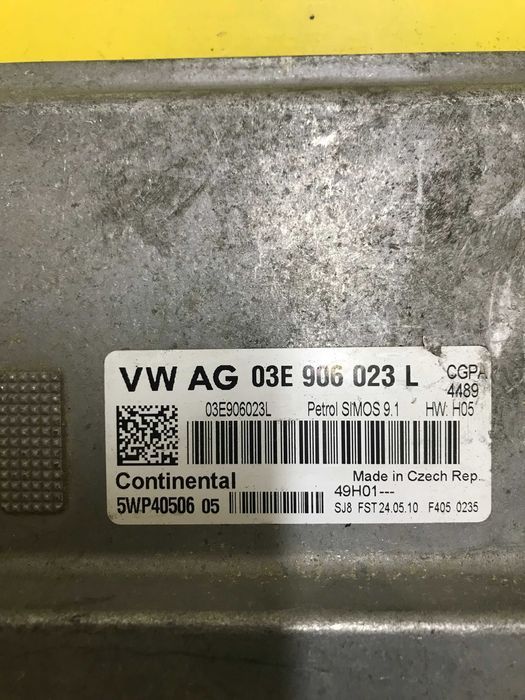 VW AG 03E 906 023 L CGPA
4489
03E906023L Petrol SIMOS 9.1 HW: H05
Continental Made in Czech Rep.
49H01---
5WP40506 05 SJ8 FST 24.05.10 F405 0235